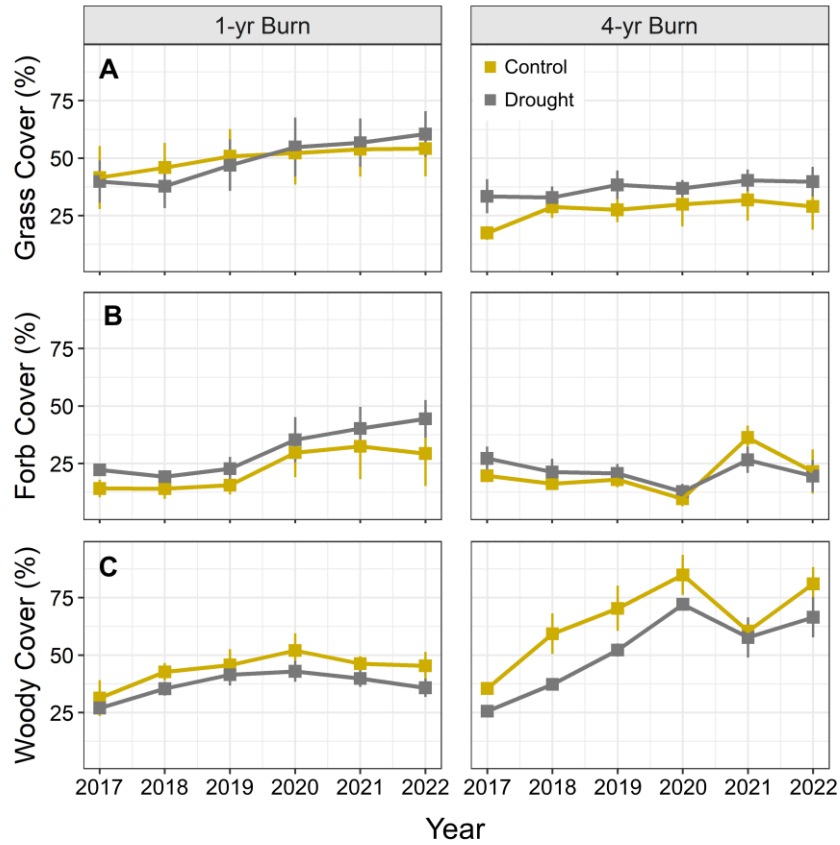 1-yr Burn
4-yr Burn
A
Control
Drought
Grass Cover (%)
75
50
25
B
Forb Cover (%)
75
50
25
C
Woody Cover (%)
75
50
25
2017 2018 2019 2020 2021 2022
2017 2018 2019 2020 2021 2022
Year